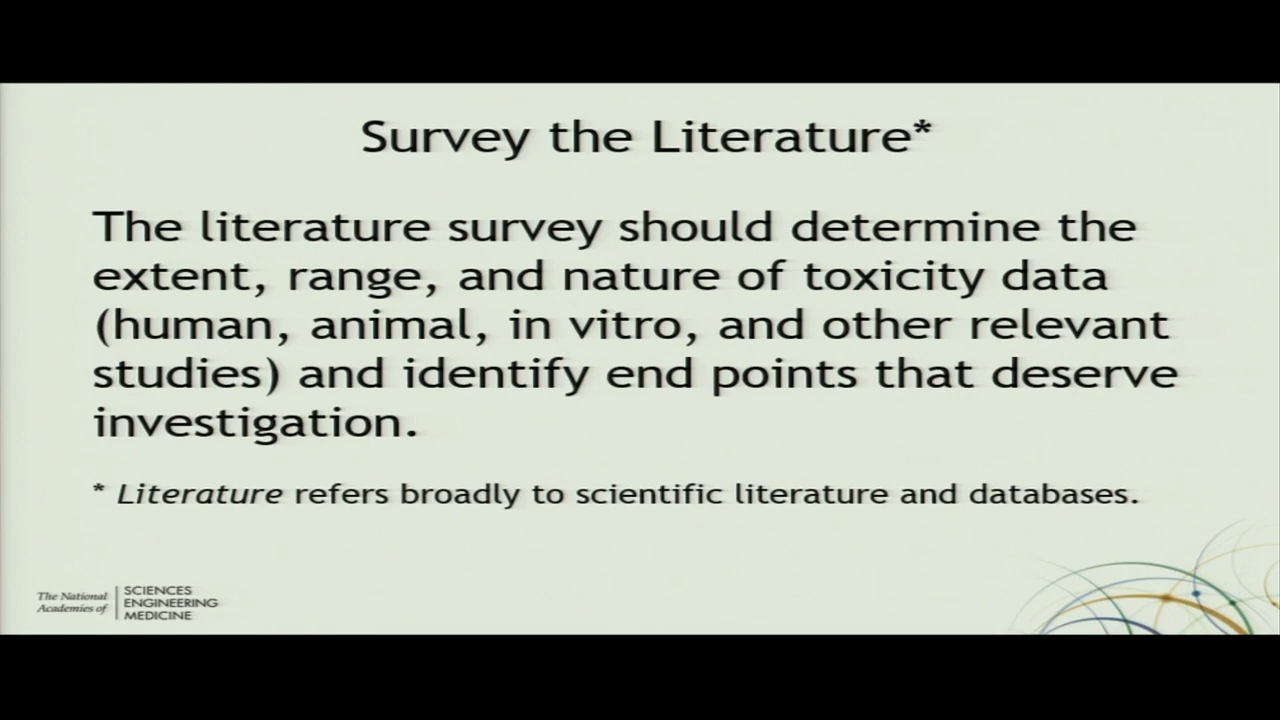 Survey the Literature*
The literature survey should determine the
extent, range, and nature of toxicity data
(human, animal, in vitro, and other relevant
studies) and identify end points that deserve
investigation.
* Literature refers broadly to scientific literature and databases.
The National
Academies of
SCIENCES
ENGINEERING
MEDICINE